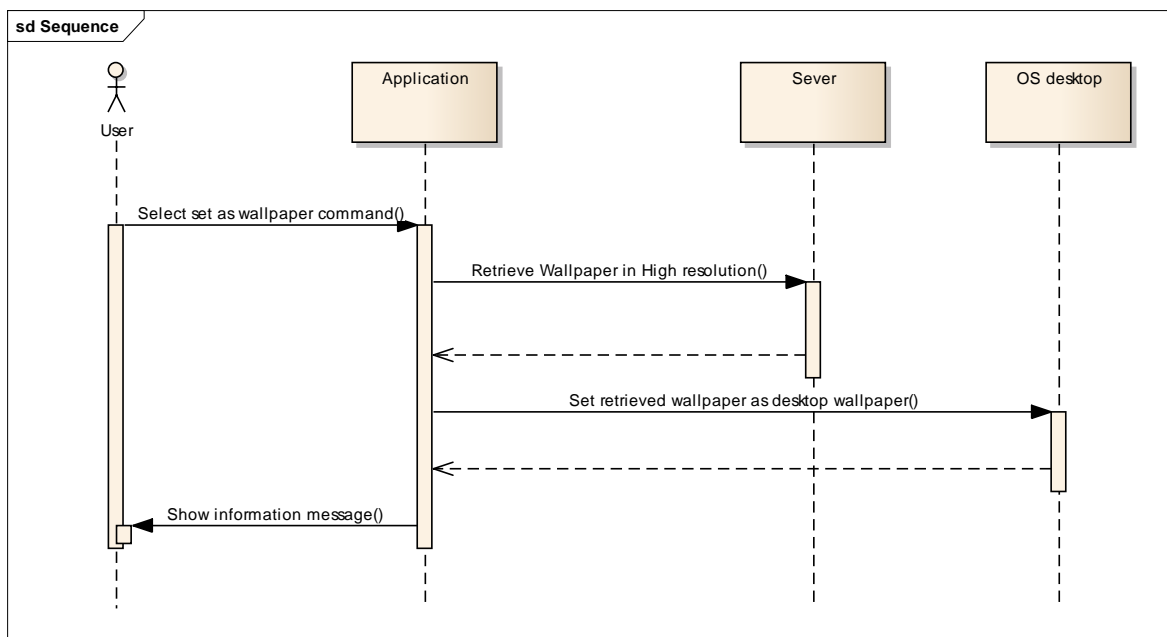 sd Sequence
User
Application
Sever
OS desktop
Select set as wallpaper command()
Retrieve Wallpaper in High resolution()
Set retrieved wallpaper as desktop wallpaper()
Show information message()